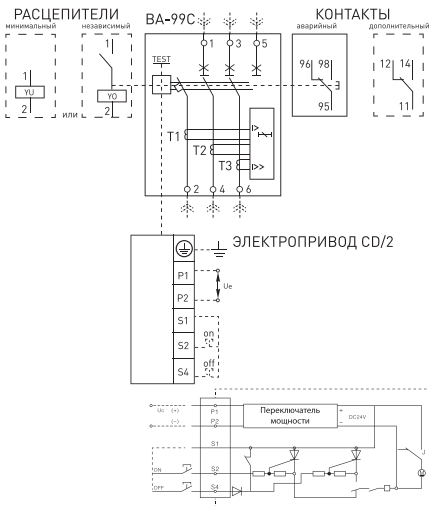 РАСЦЕПИТЕЛИ
минимальный
независимый
ВА-99С
КОНТАКТЫ
аварийный
дополнительный
1
YU
2
или
1
YO
2
TEST
1
3
5
T1
T2
T3
2
4
6
96
98
95
12
14
11
ЭЛЕКТРОПРИВОД CD/2
P1
P2
S1
S2
S4
Ue
on
off
Uc
(+)
(−)
P1
P2
Переключатель
мощности
+
−
DC24V
S1
ON
S2
OFF
S4
J
M